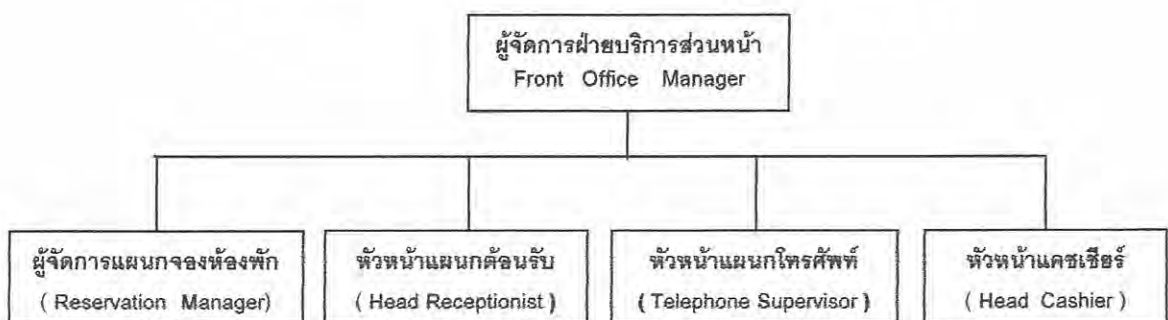 ผู้จัดการฝ่ายบริการส่วนหน้า
Front Office Manager
ผู้จัดการแผนกจองห้องพัก
( Reservation Manager)
หัวหน้าแผนกต้อนรับ
( Head Receptionist )
หัวหน้าแผนกโทรศัพท์
( Telephone Supervisor )
หัวหน้าแคชเชียร์
( Head Cashier )